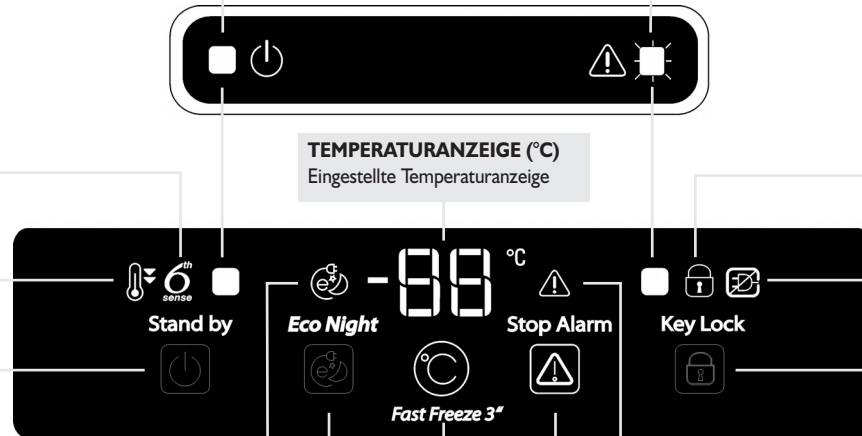 TEMPERATURANZEIGE (°C)
Eingestellte Temperaturanzeige
6th sense
-88 °C
Stand by
Eco Night
Stop Alarm
Key Lock
°C
Fast Freeze 3”